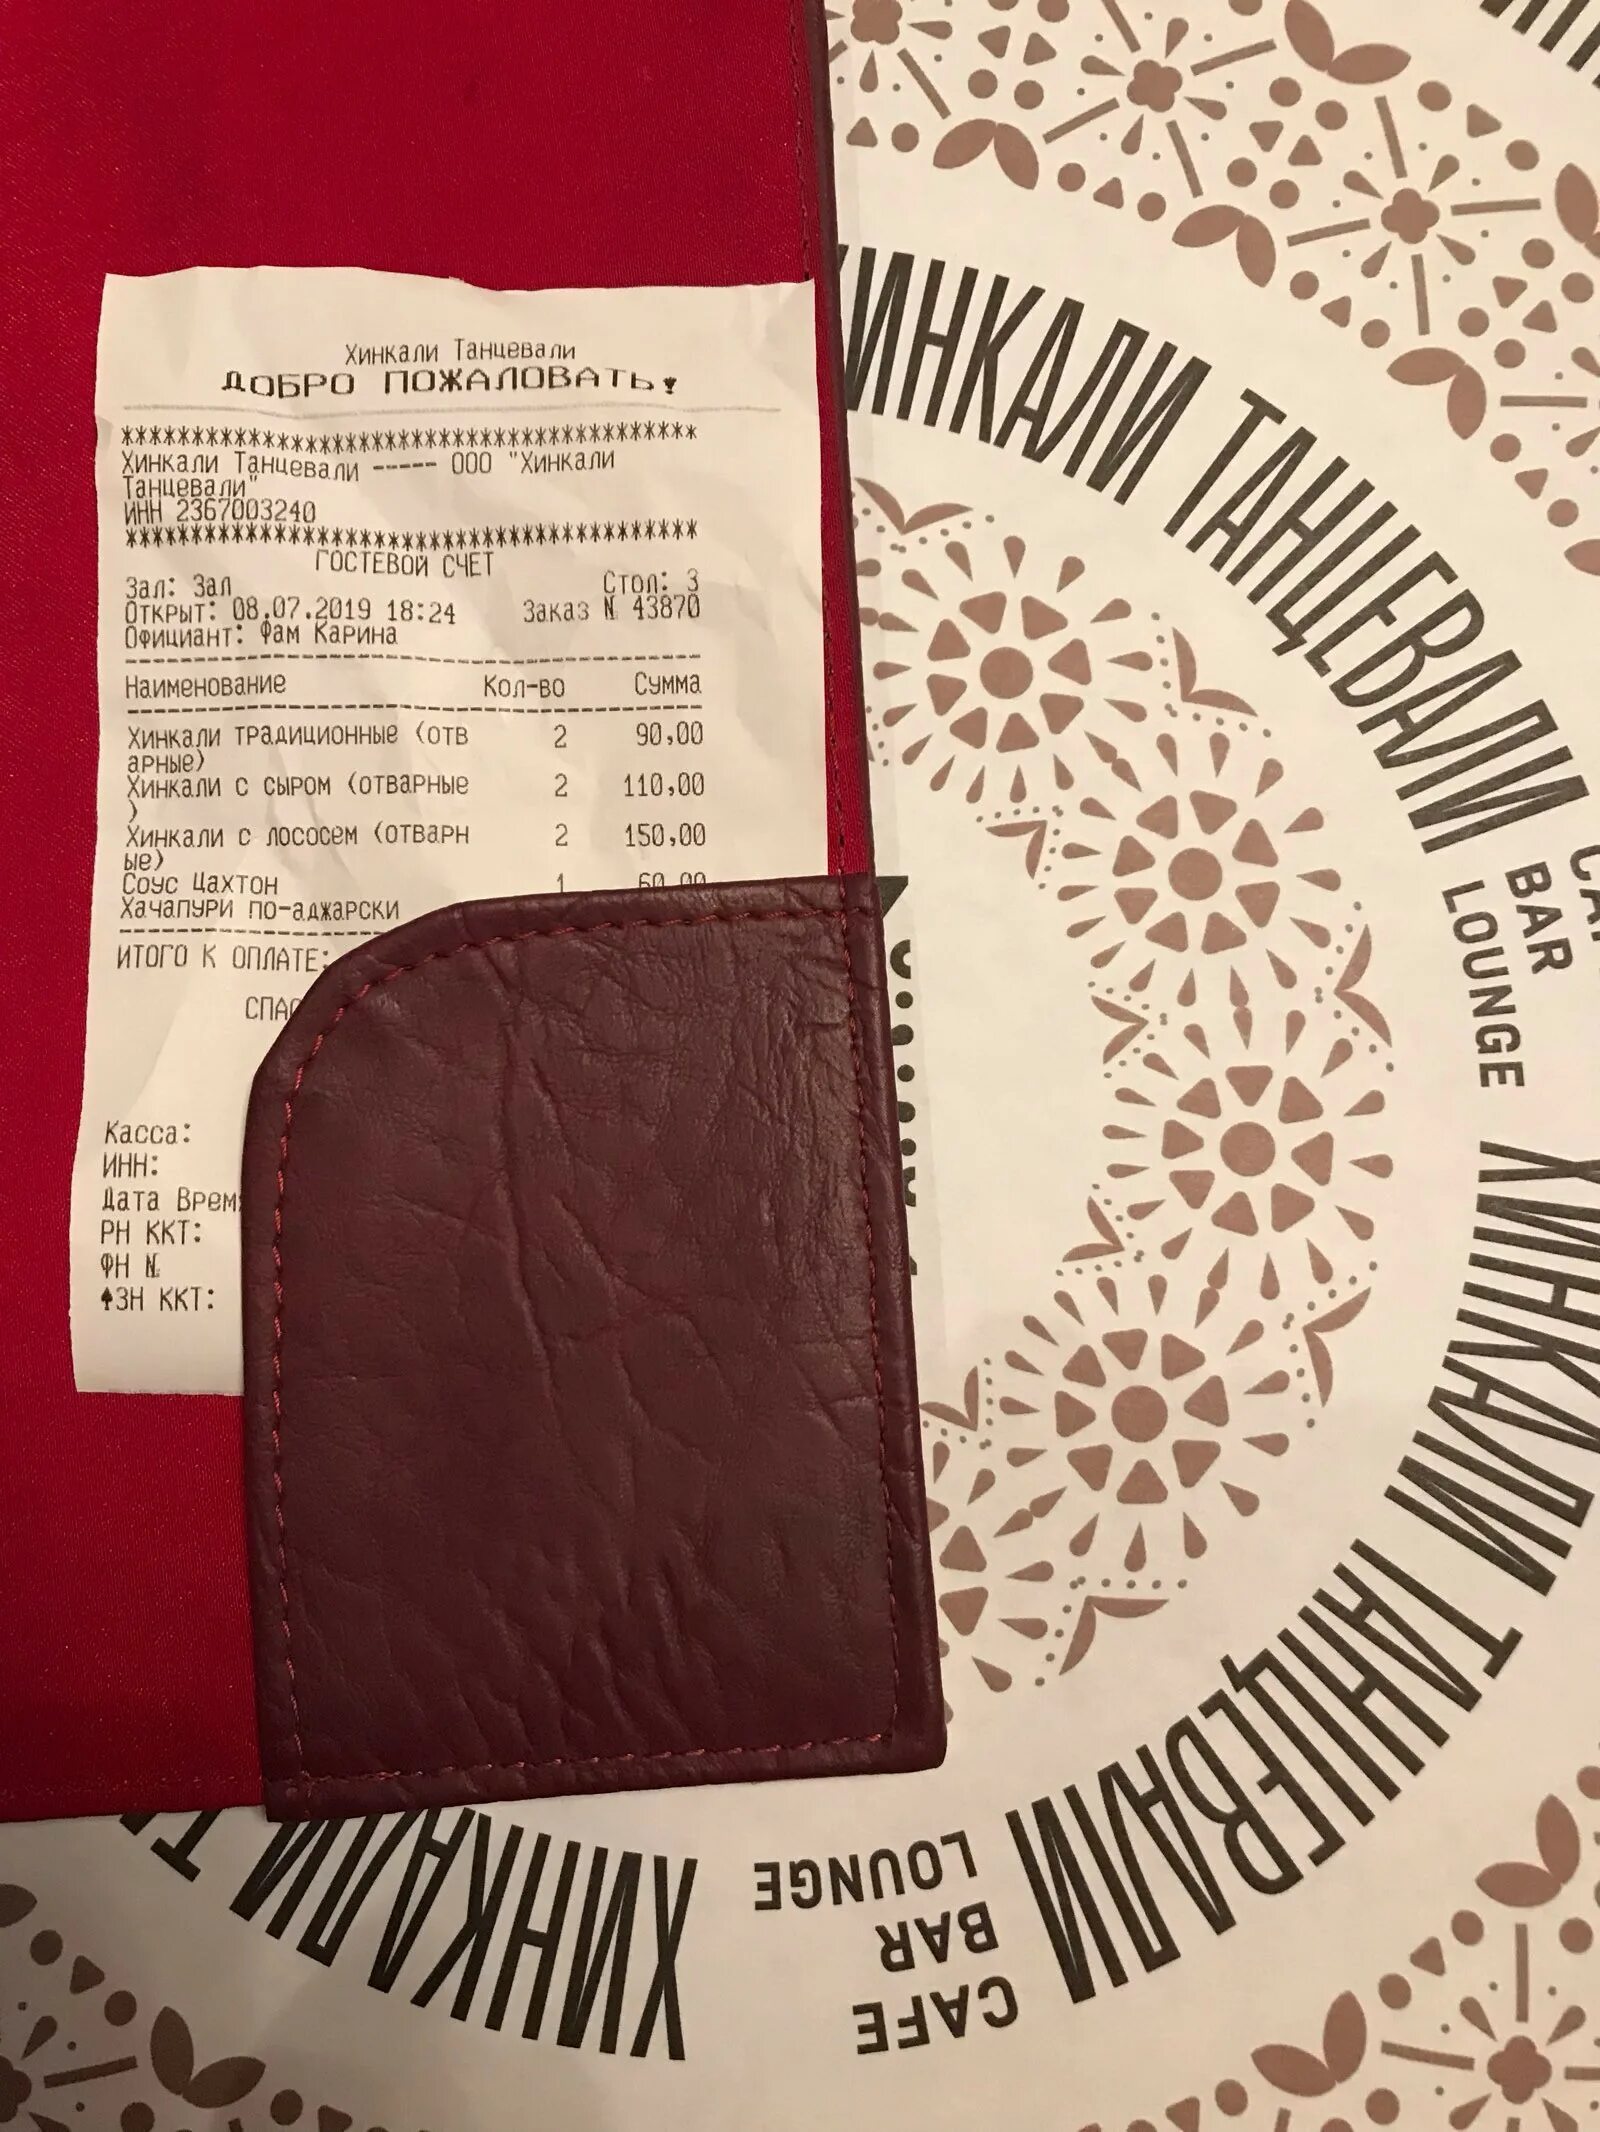 Хинкали Танцевали
ДОБРО ПОЖАЛОВАТЬ!
****************************************
Хинкали Танцевали ----- ООО "Хинкали
Танцевали"
ИНН 2367003240
****************************************
ГОСТЕВОЙ СЧЕТ
Зал: Зал Стол: 3
Открыт: 08.07.2019 18:24 Заказ № 43870
Официант: Фам Карина
Наименование Кол-во Сумма
Хинкали традиционные (отв 2 90,00
арные)
Хинкали с сыром (отварные 2 110,00
)
Хинкали с лососем (отварн 2 150,00
ые)
Соус Цахтон 1 60,00
Хачапури по-аджарски
ИТОГО К ОПЛАТЕ:
Касса:
ИНН:
Дата Врем
РН ККТ:
ФН №
ЗН ККТ:
ХИНКАЛИ ТАНЦЕВАЛИ
BAR
LOUNGE
ХИНКАЛИ ТАНЦЕВАЛИ
CAFE
BAR
LOUNGE
ХИНКАЛИ